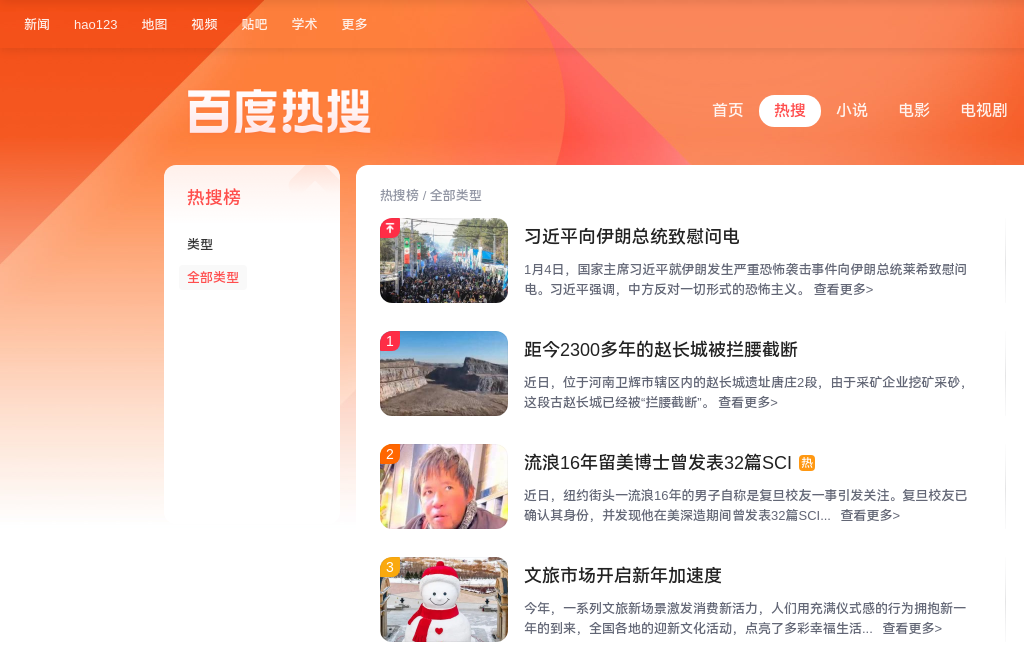 新闻 hao123 地图 视频 贴吧 学术 更多
百度热搜
首页 热搜 小说 电影 电视剧
热搜榜
类型
全部类型
热搜榜 / 全部类型
习近平向伊朗总统致慰问电
1月4日，国家主席习近平就伊朗发生严重恐怖袭击事件向伊朗总统莱希致慰问
电。习近平强调，中方反对一切形式的恐怖主义。 查看更多>
1
距今2300多年的赵长城被拦腰截断
近日，位于河南卫辉市辖区内的赵长城遗址唐庄2段，由于采矿企业挖矿采砂，
这段古赵长城已经被“拦腰截断”。 查看更多>
2
流浪16年留美博士曾发表32篇SCI 热
近日，纽约街头一流浪16年的男子自称是复旦校友一事引发关注。复旦校友已
确认其身份，并发现他在美深造期间曾发表32篇SCI... 查看更多>
3
文旅市场开启新年加速度
今年，一系列文旅新场景激发消费新活力，人们用充满仪式感的行为拥抱新一
年的到来，全国各地的迎新文化活动，点亮了多彩幸福生活... 查看更多>